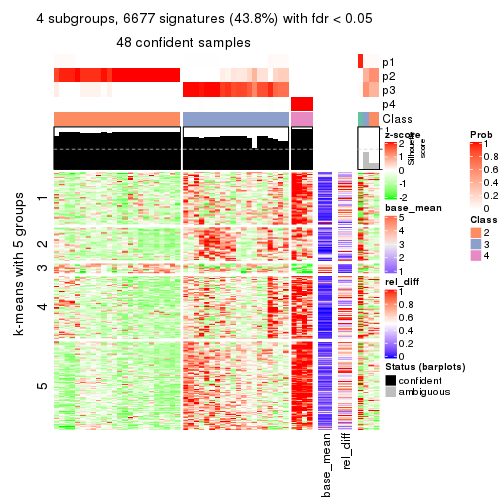 4 subgroups, 6677 signatures (43.8%) with fdr < 0.05
48 confident samples
p1
p2
p3
p4
Class
1
Silhouette
score
k-means with 5 groups
1
2
3
4
5
base_mean
rel_diff
z-score
2
1
0
-1
-2
base_mean
5
4
3
2
1
rel_diff
1
0.8
0.6
0.4
0.2
0
Status (barplots)
confident
ambiguous
Prob
1
0.8
0.6
0.4
0.2
0
Class
2
3
4